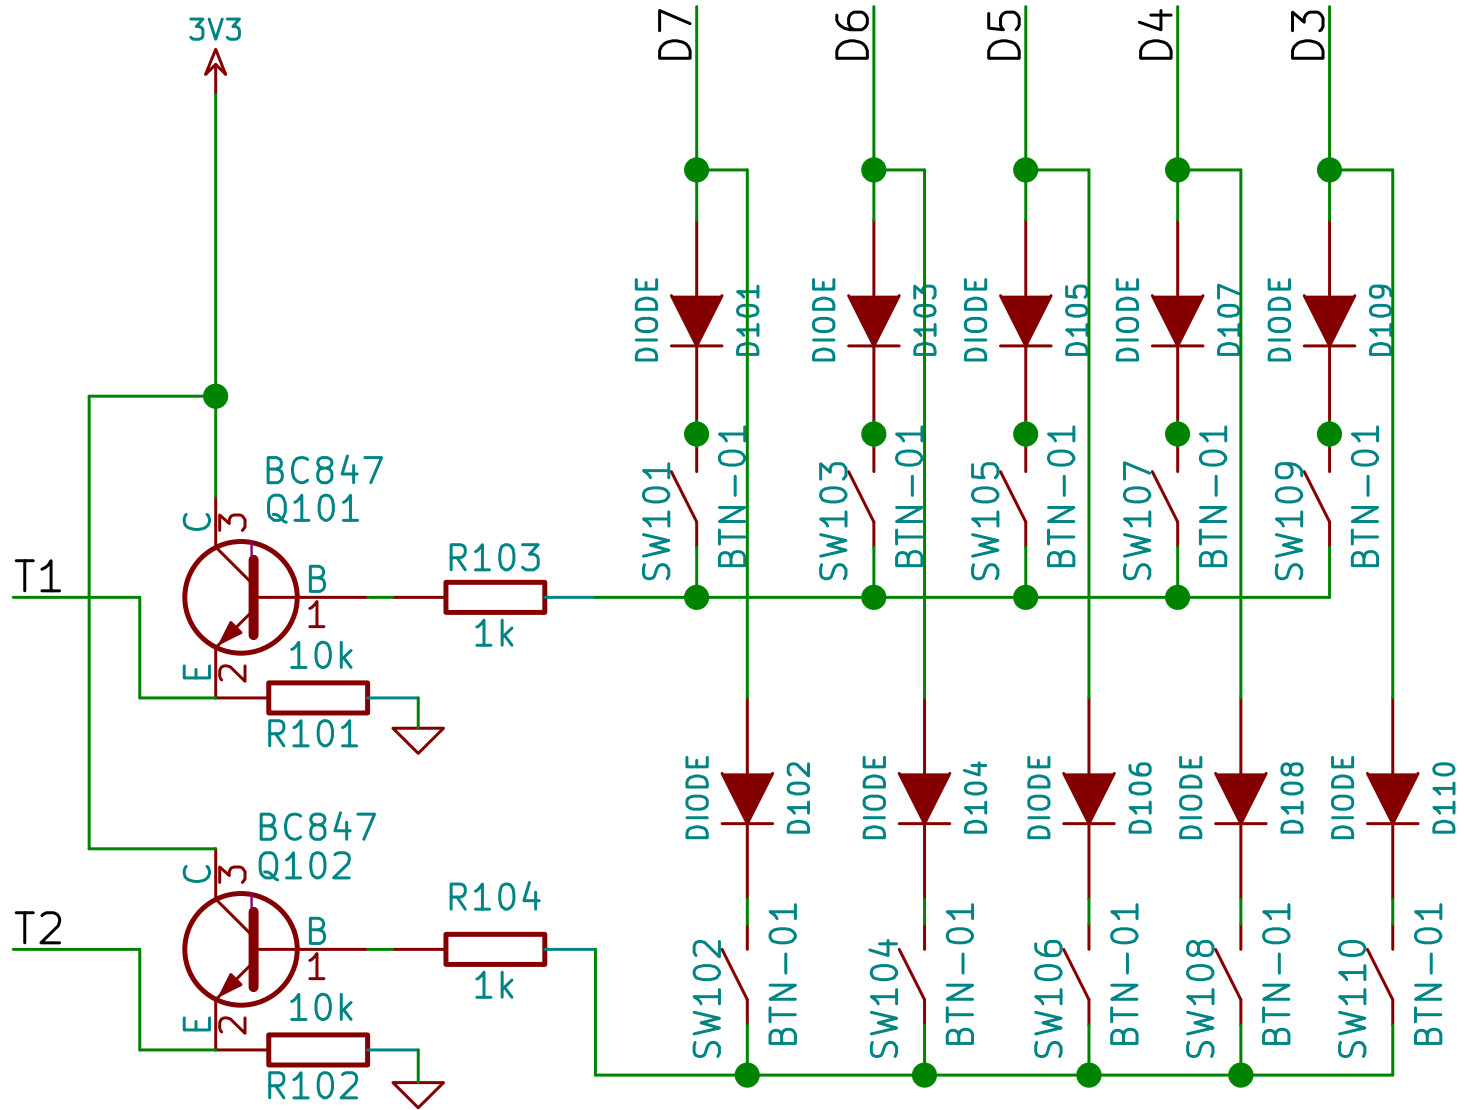 3V3
D7
D6
D5
D4
D3
DIODE
D101
DIODE
D103
DIODE
D105
DIODE
D107
DIODE
D109
SW101
BTN-01
SW103
BTN-01
SW105
BTN-01
SW107
BTN-01
SW109
BTN-01
BC847
Q101
C
3
T1
B
1
R103
1k
E
2
10k
R101
DIODE
D102
DIODE
D104
DIODE
D106
DIODE
D108
DIODE
D110
BC847
Q102
C
3
T2
B
1
R104
1k
E
2
10k
R102
SW102
BTN-01
SW104
BTN-01
SW106
BTN-01
SW108
BTN-01
SW110
BTN-01